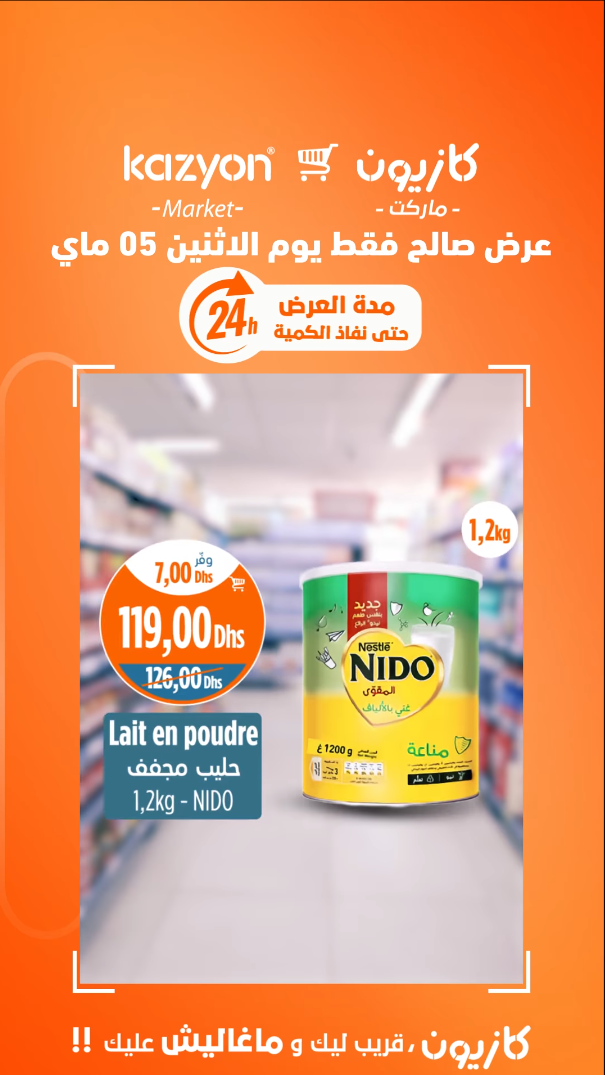 kazyon® كازيون
-Market- - ماركت -
عرض صالح فقط يوم الاثنين 05 ماي
24h
مدة العرض
حتى نفاذ الكمية
1,2kg
وفّر
7,00 Dhs
119,00 Dhs
126,00 Dhs
Lait en poudre
حليب مجفف
1,2kg - NIDO
جديد
Nestlé
NIDO
المقوّى
غني بالألياف
مناعة
1200 g غ
كازيون، قريب ليك و ماغاليش عليك !!